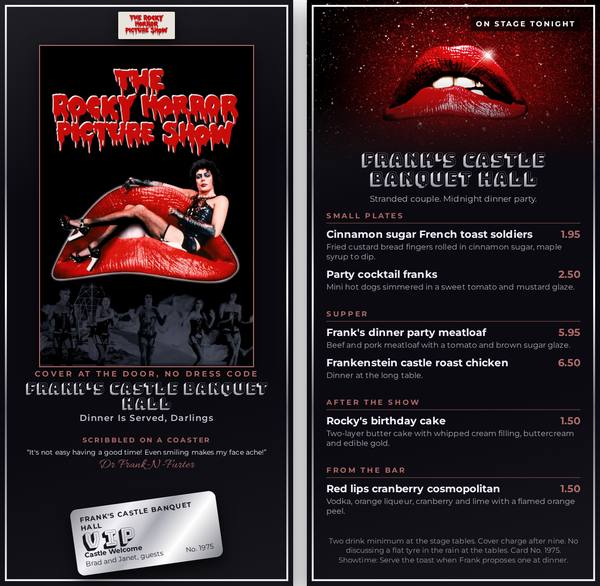 THE ROCKY
HORROR
PICTURE SHOW
THE
ROCKY HORROR
PICTURE SHOW
COVER AT THE DOOR, NO DRESS CODE
FRANK'S CASTLE BANQUET
HALL
Dinner Is Served, Darlings
SCRIBBLED ON A COASTER
"It's not easy having a good time! Even smiling makes my face ache!"
Dr Frank-N-Furter
FRANK'S CASTLE BANQUET
HALL
VIP
Castle Welcome
Brad and Janet, guests
No. 1975
ON STAGE TONIGHT
FRANK'S CASTLE
BANQUET HALL
Stranded couple. Midnight dinner party.
SMALL PLATES
Cinnamon sugar French toast soldiers 1.95
Fried custard bread fingers rolled in cinnamon sugar, maple
syrup to dip.
Party cocktail franks 2.50
Mini hot dogs simmered in a sweet tomato and mustard glaze.
SUPPER
Frank's dinner party meatloaf 5.95
Beef and pork meatloaf with a tomato and brown sugar glaze.
Frankenstein castle roast chicken 6.50
Dinner at the long table.
AFTER THE SHOW
Rocky's birthday cake 1.50
Two-layer butter cake with whipped cream filling, buttercream
and edible gold.
FROM THE BAR
Red lips cranberry cosmopolitan 1.50
Vodka, orange liqueur, cranberry and lime with a flamed orange
peel.
Two drink minimum at the stage tables. Cover charge after nine. No
discussing a flat tyre in the rain at the tables. Card No. 1975.
Showtime: Serve the toast when Frank proposes one at dinner.